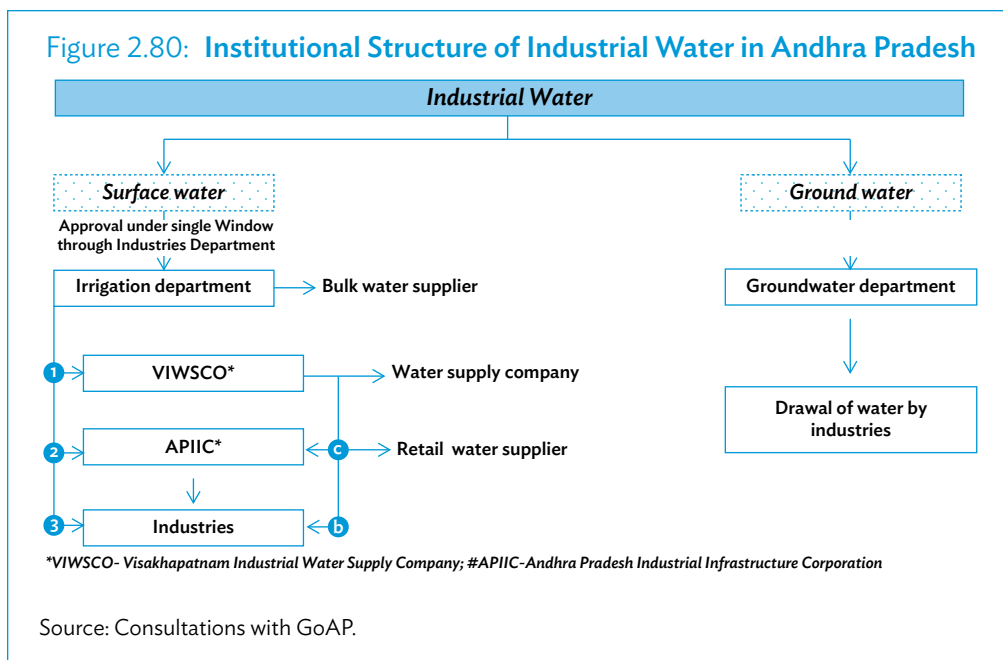 Figure 2.80: Institutional Structure of Industrial Water in Andhra Pradesh
Industrial Water
Surface water
Ground water
Approval under single Window
through Industries Department
Irrigation department
Bulk water supplier
Groundwater department
1
VIWSCO*
Water supply company
Drawal of water by
industries
2
APIIC*
c
Retail water supplier
3
Industries
b
*VIWSCO- Visakhapatnam Industrial Water Supply Company; #APIIC-Andhra Pradesh Industrial Infrastructure Corporation
Source: Consultations with GoAP.